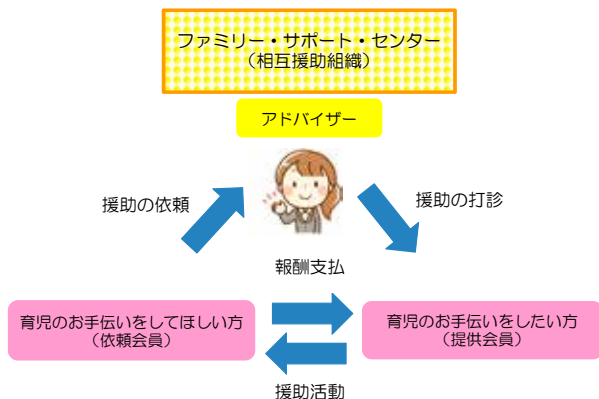 ファミリー・サポート・センター
（相互援助組織）
アドバイザー
援助の依頼
援助の打診
報酬支払
育児のお手伝いをしてほしい方
（依頼会員）
育児のお手伝いをしたい方
（提供会員）
援助活動